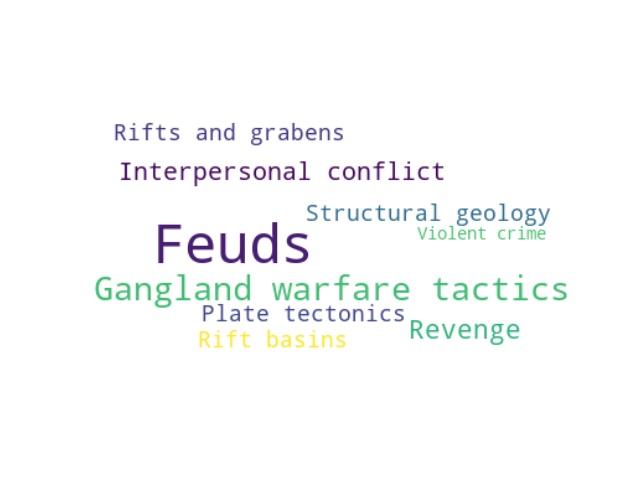 Rifts and grabens
Interpersonal conflict
Structural geology
Violent crime
Feuds
Gangland warfare tactics
Plate tectonics
Revenge
Rift basins